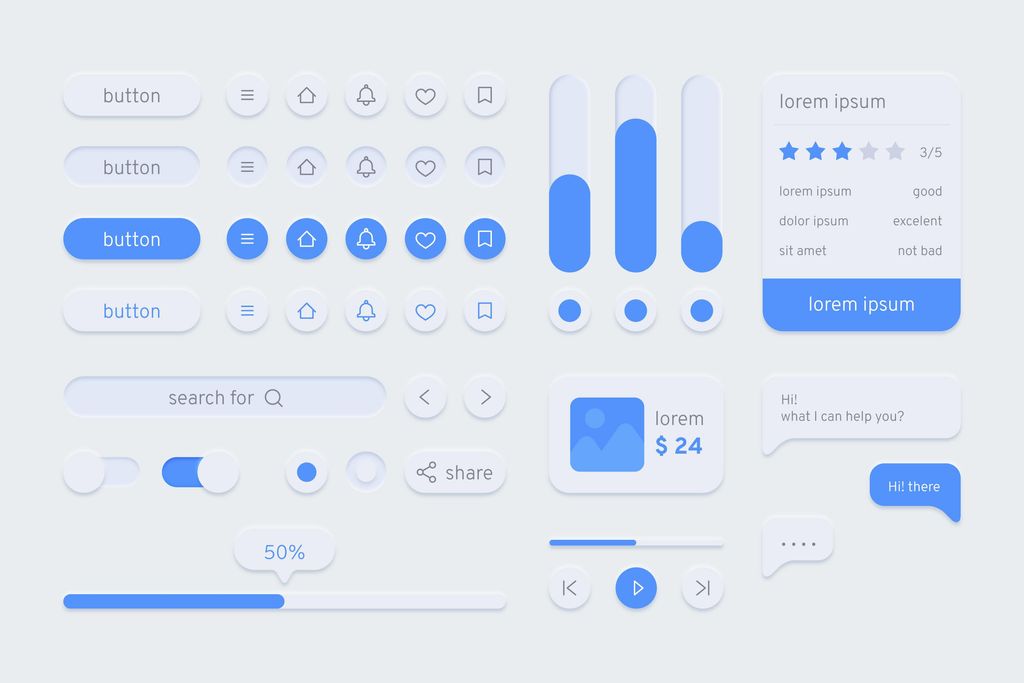 button
button
button
button
search for
share
50%
lorem ipsum
3/5
lorem ipsum good
dolor ipsum excelent
sit amet not bad
lorem ipsum
lorem
$ 24
Hi!
what I can help you?
Hi! there
....